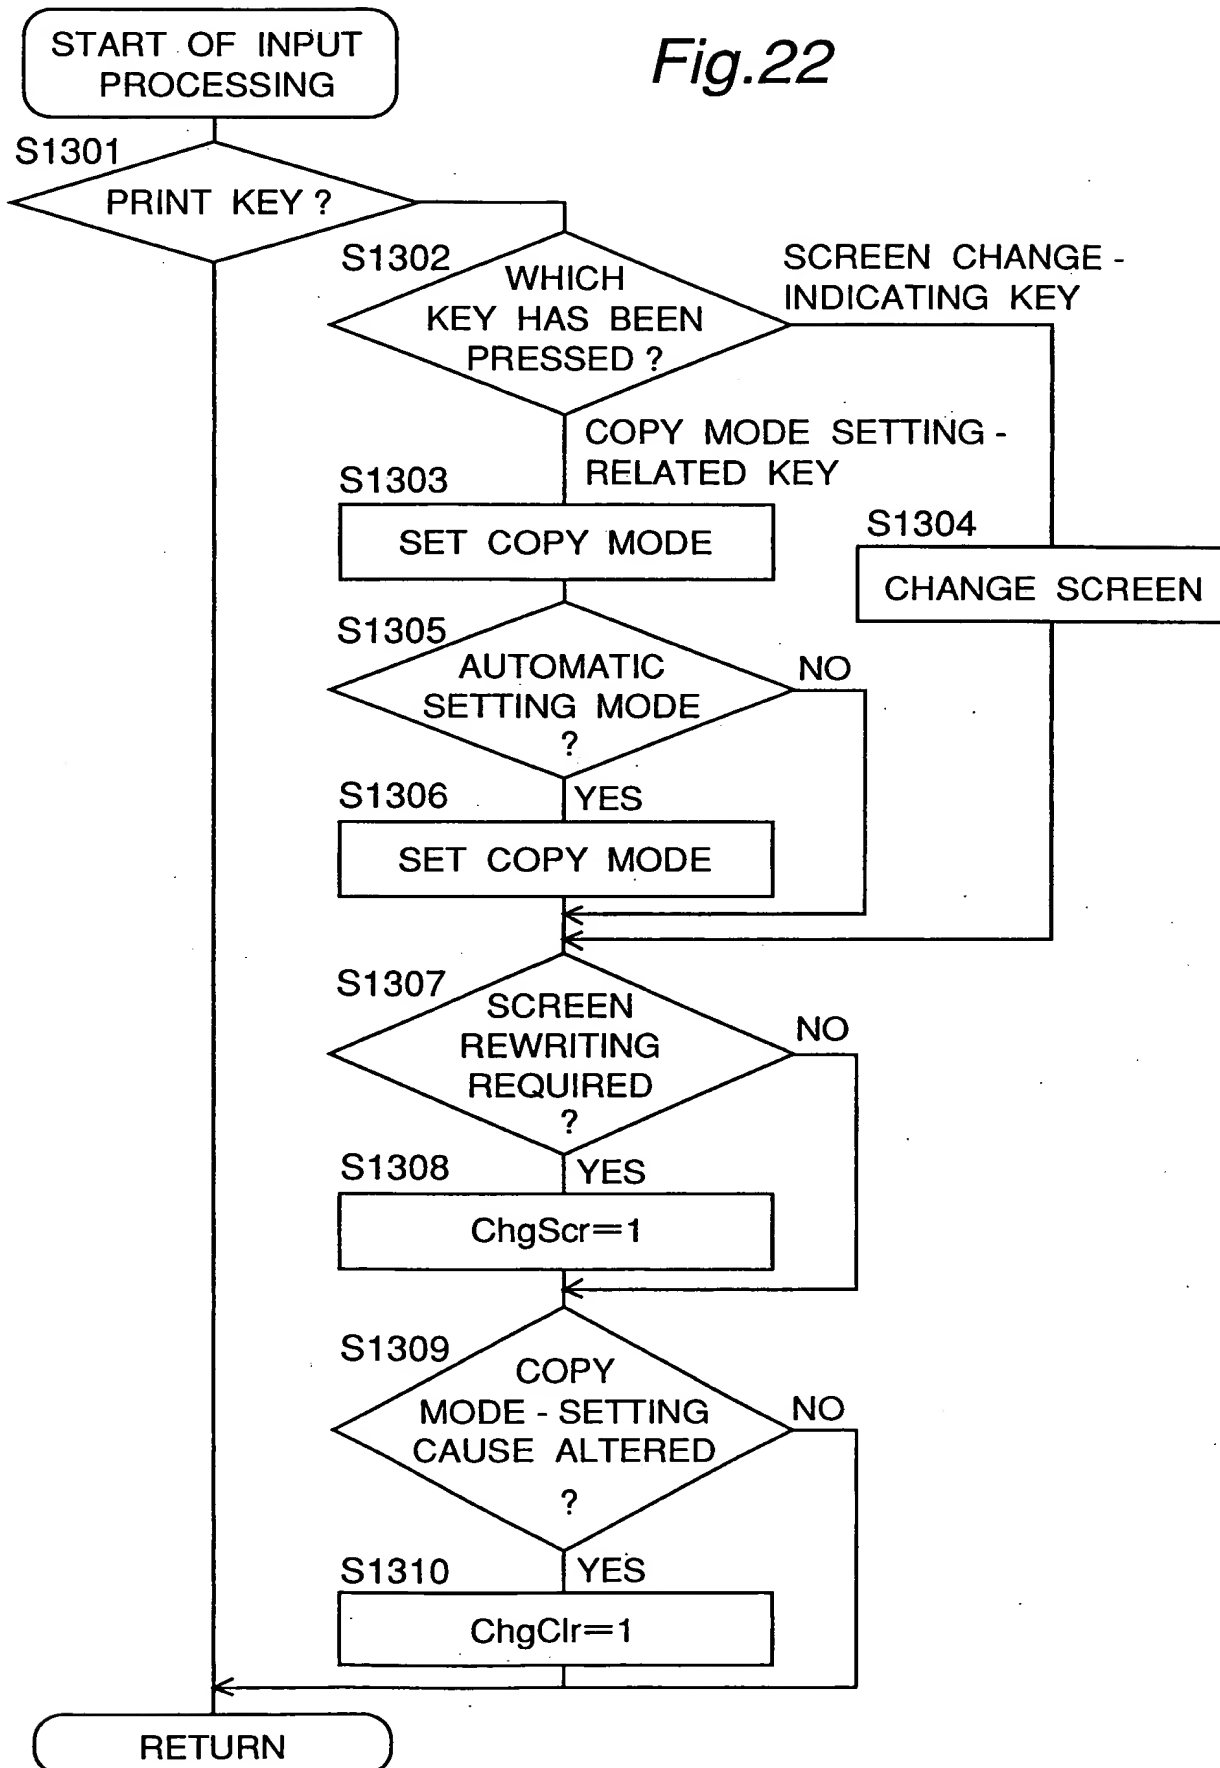 START OF INPUT
PROCESSING
Fig.22
S1301
PRINT KEY ?
S1302
WHICH
KEY HAS BEEN
PRESSED ?
SCREEN CHANGE -
INDICATING KEY
COPY MODE SETTING -
RELATED KEY
S1303
SET COPY MODE
S1304
CHANGE SCREEN
S1305
AUTOMATIC
SETTING MODE
?
NO
YES
S1306
SET COPY MODE
S1307
SCREEN
REWRITING
REQUIRED
?
NO
YES
S1308
ChgScr=1
S1309
COPY
MODE - SETTING
CAUSE ALTERED
?
NO
YES
S1310
ChgClr=1
RETURN